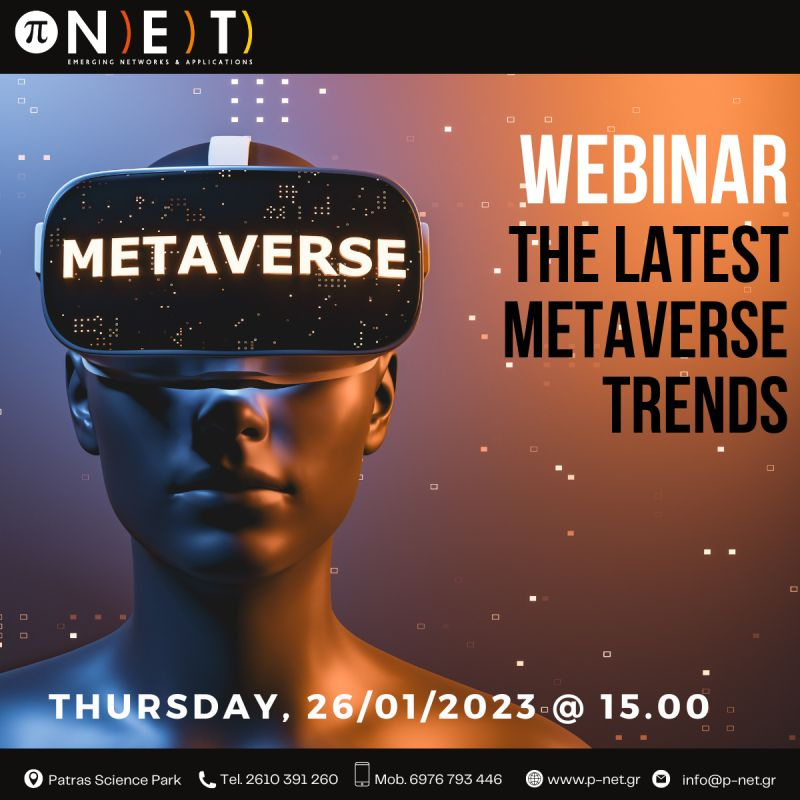 π N)E)T)
EMERGING NETWORKS & APPLICATIONS
WEBINAR
THE LATEST
METAVERSE
TRENDS
METAVERSE
THURSDAY, 26/01/2023 @ 15.00
Patras Science Park Tel. 2610 391 260 Mob. 6976 793 446 www.p-net.gr info@p-net.gr